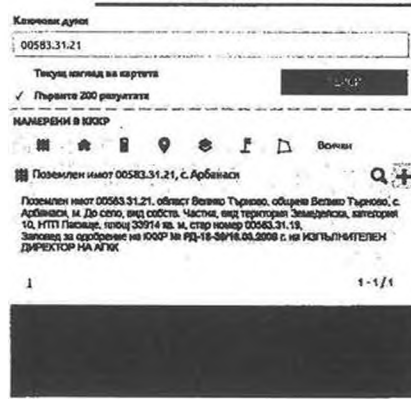 Ключови думи
00583.31.21
Текущ изглед на картата
✓ Първите 200 резултата
НАМЕРЕНИ В КККР
Всички
Поземлен имот 00583.31.21, с. Арбанаси
Поземлен имот 00583.31.21, област Велико Търново, община Велико Търново, с.
Арбанаси, м. До село, вид собств. Частна, вид територия Земеделска, категория
10, НТП Пасище, площ 33914 кв. м, стар номер 00583.31.19,
Заповед за одобрение на КККР № РД-18-39/18.03.2008 г. на ИЗПЪЛНИТЕЛЕН
ДИРЕКТОР НА АГКК
1
1-1/1